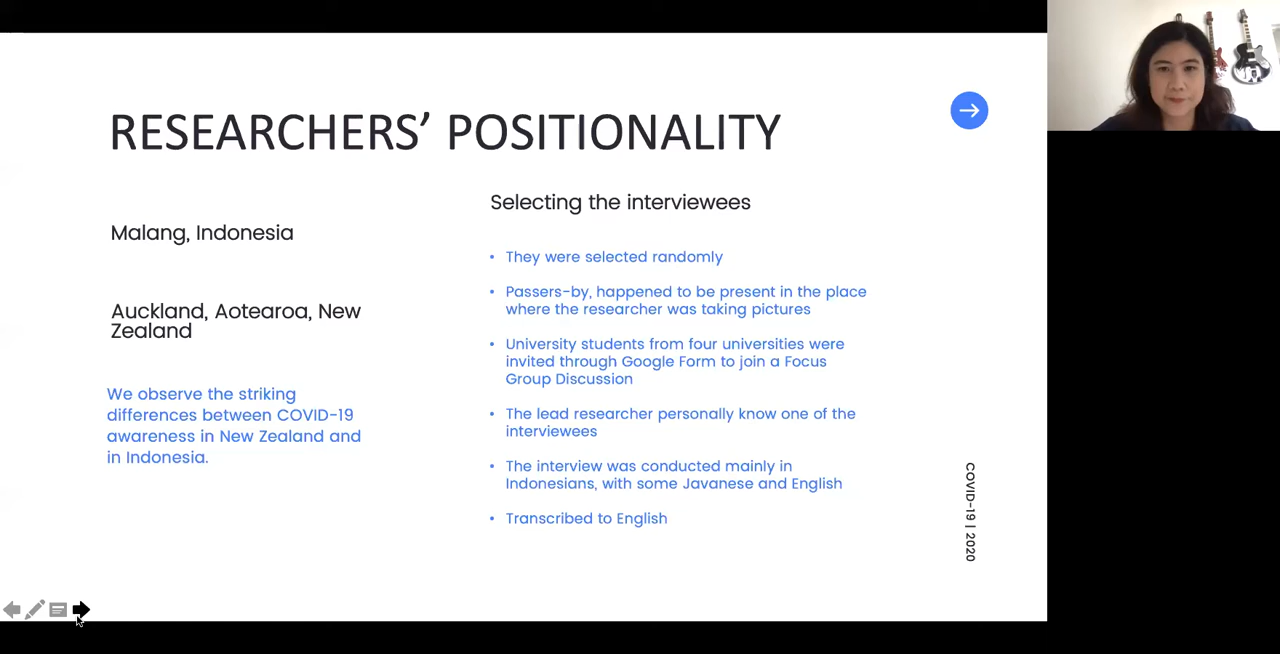 RESEARCHERS’ POSITIONALITY
Malang, Indonesia
Auckland, Aotearoa, New
Zealand
We observe the striking
differences between COVID-19
awareness in New Zealand and
in Indonesia.
Selecting the interviewees
• They were selected randomly
• Passers-by, happened to be present in the place
where the researcher was taking pictures
• University students from four universities were
invited through Google Form to join a Focus
Group Discussion
• The lead researcher personally know one of the
interviewees
• The interview was conducted mainly in
Indonesians, with some Javanese and English
• Transcribed to English
COVID-19 | 2020